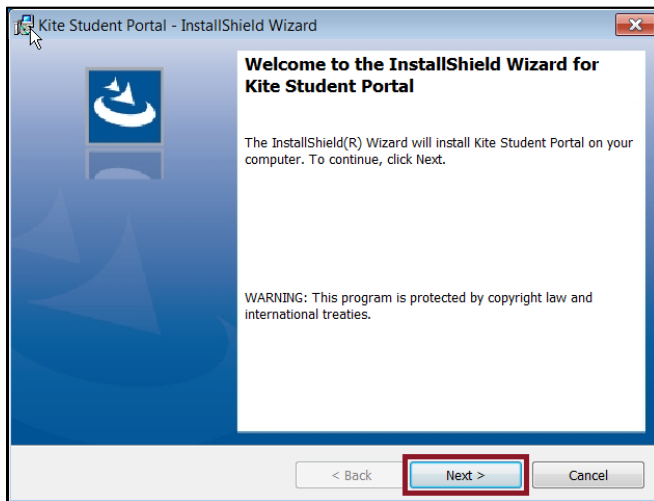 Kite Student Portal - InstallShield Wizard
Welcome to the InstallShield Wizard for
Kite Student Portal
The InstallShield(R) Wizard will install Kite Student Portal on your
computer. To continue, click Next.
WARNING: This program is protected by copyright law and
international treaties.
< Back Next > Cancel